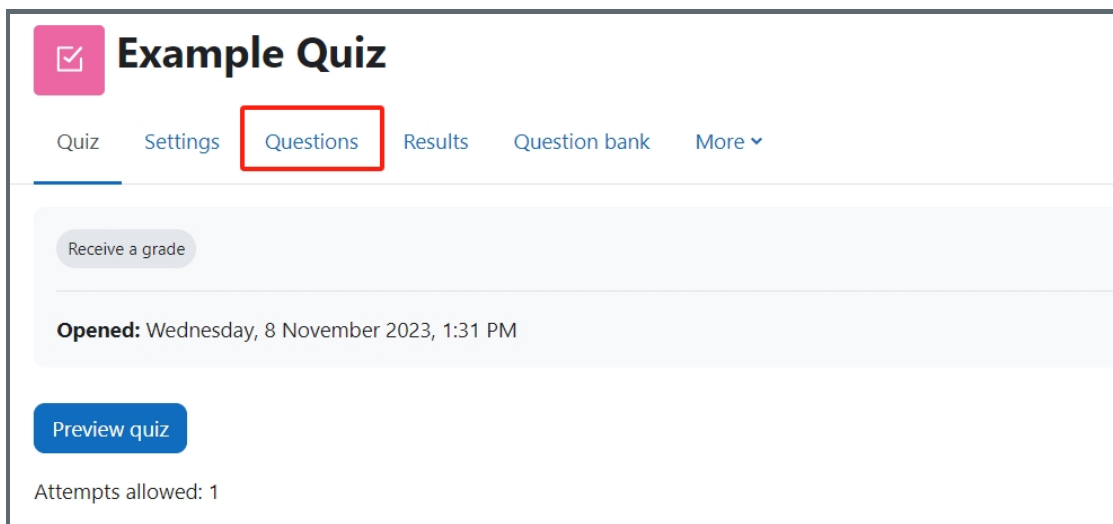 Example Quiz
Quiz Settings Questions Results Question bank More
Receive a grade
Opened: Wednesday, 8 November 2023, 1:31 PM
Preview quiz
Attempts allowed: 1